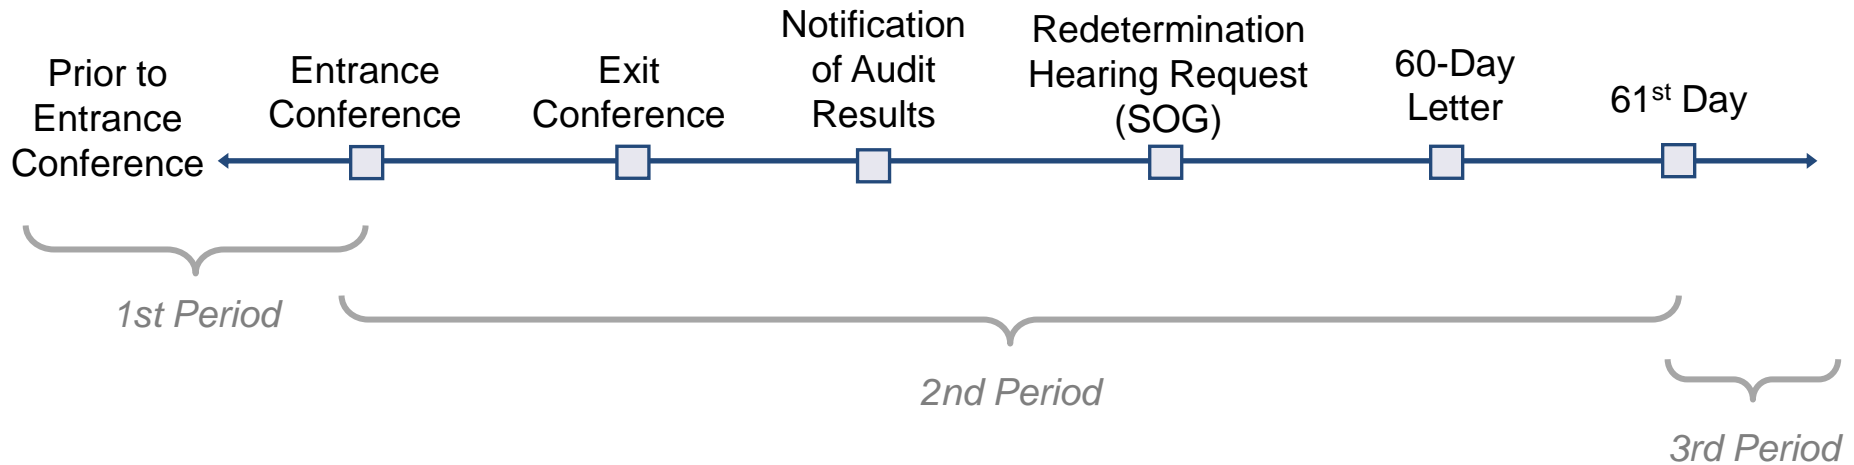 Prior to
Entrance
Conference
Entrance
Conference
Exit
Conference
Notification
of Audit
Results
Redetermination
Hearing Request
(SOG)
60-Day
Letter
61st Day
1st Period
2nd Period
3rd Period